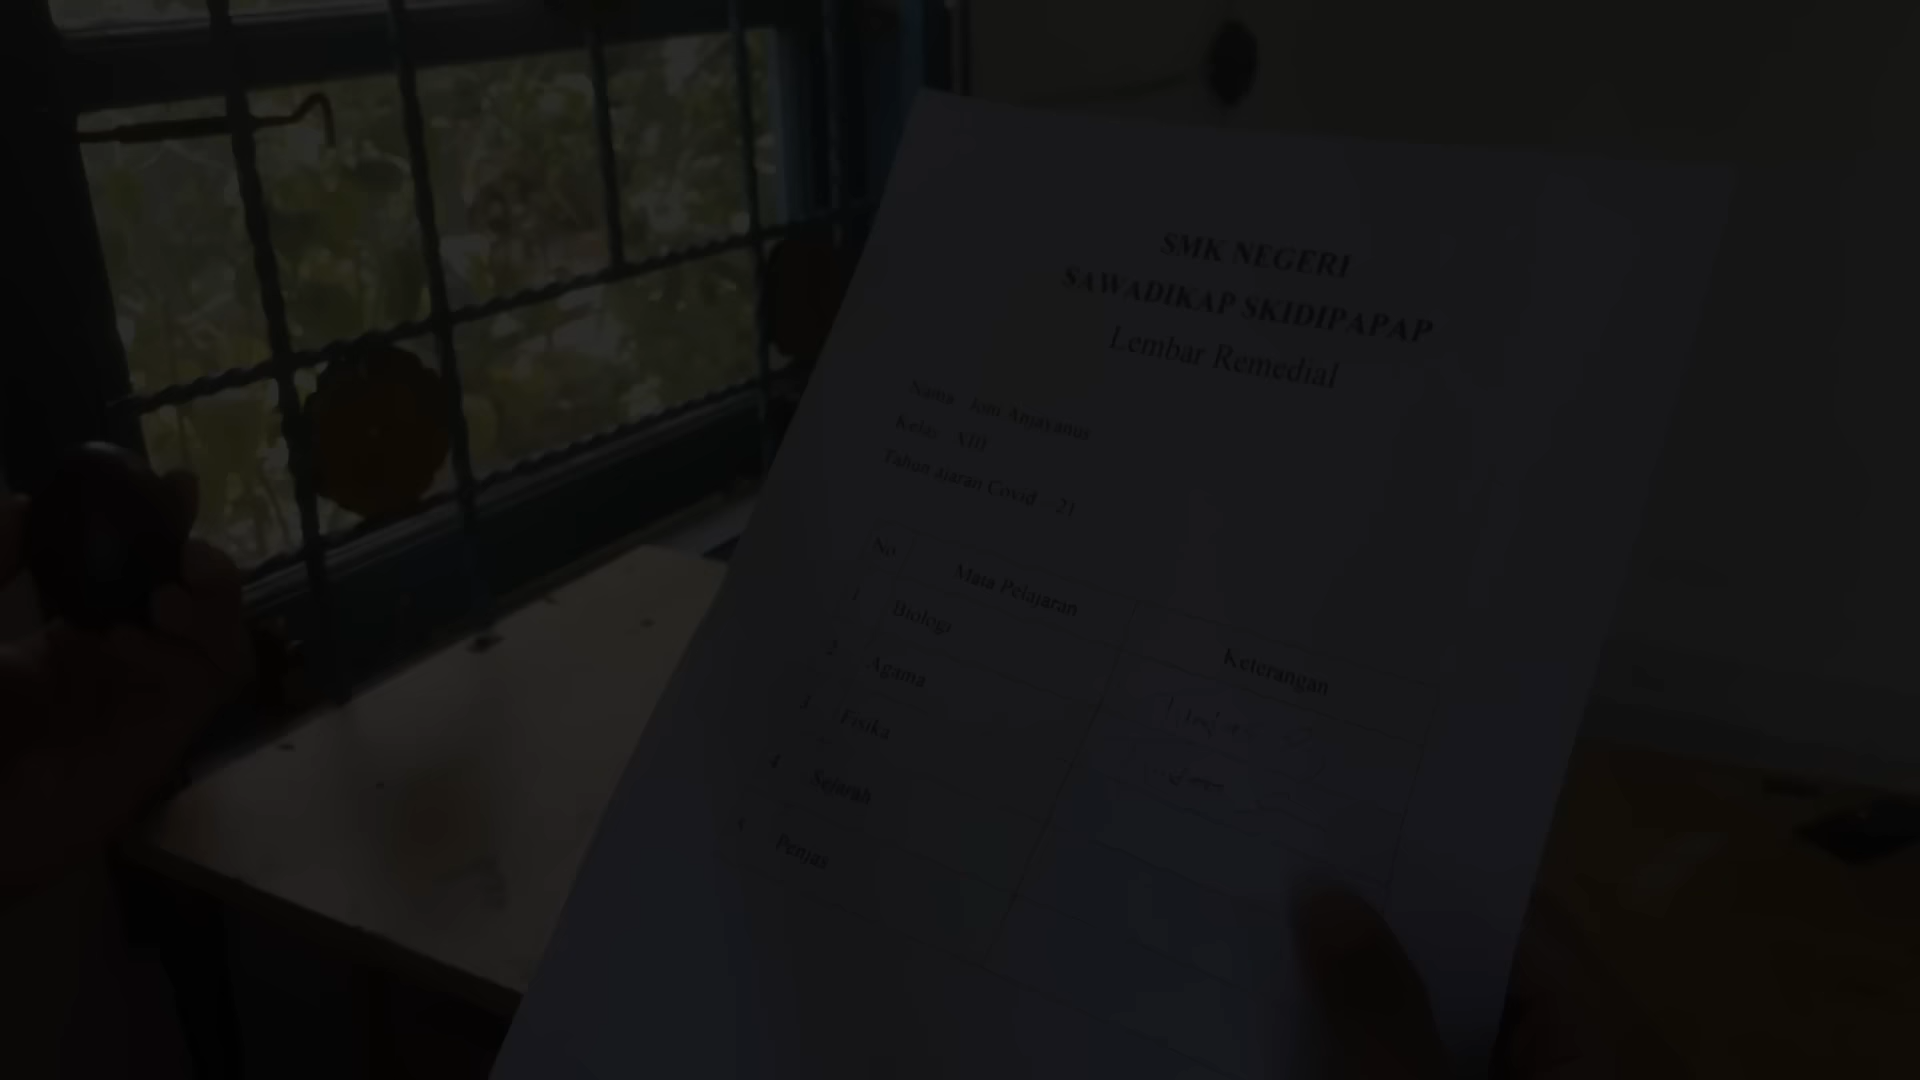 SMK NEGERI
SAWADIKAP SKIDIPAPAP
Lembar Remedial
Nama Joni Anjayanus
Kelas XIII
Tahun ajaran Covid - 21
No Mata Pelajaran Keterangan
1 Biologi
2 Agama
3 Fisika
4 Sejarah
5 Penjas